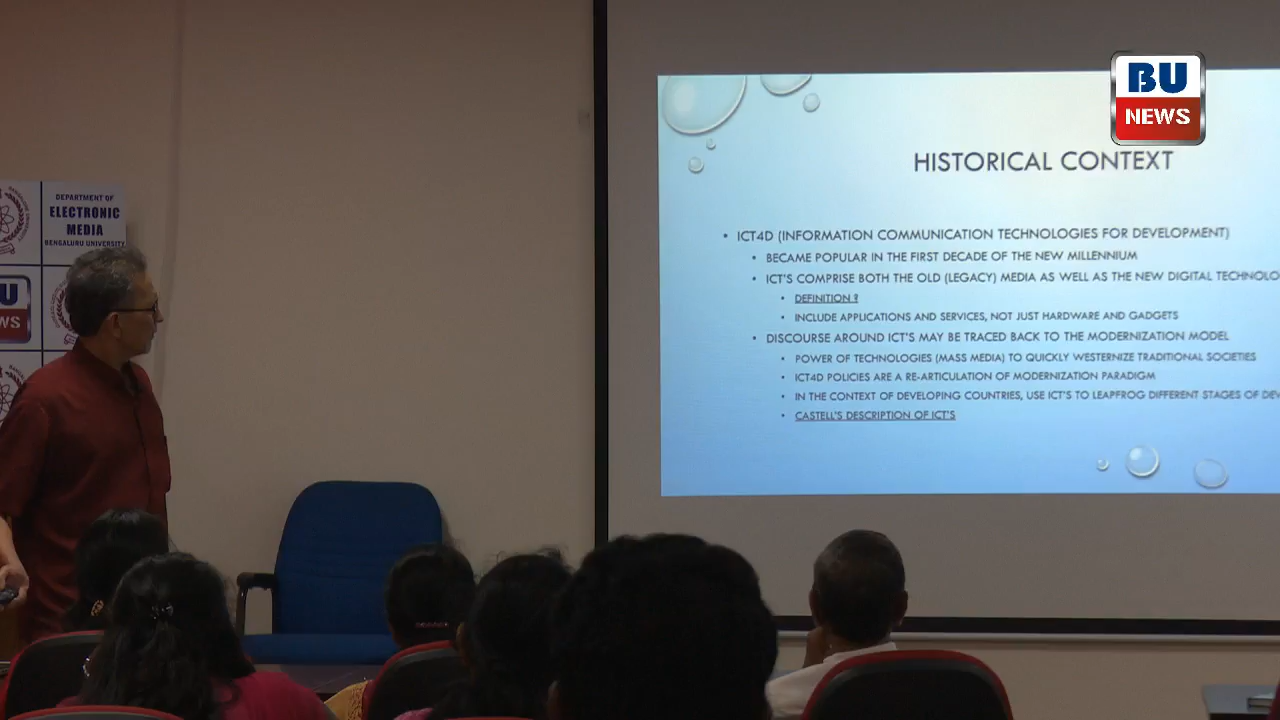 BU
NEWS
HISTORICAL CONTEXT
• ICT4D (INFORMATION COMMUNICATION TECHNOLOGIES FOR DEVELOPMENT)
• BECAME POPULAR IN THE FIRST DECADE OF THE NEW MILLENNIUM
• ICT'S COMPRISE BOTH THE OLD (LEGACY) MEDIA AS WELL AS THE NEW DIGITAL TECHNOLO
• DEFINITION ?
• INCLUDE APPLICATIONS AND SERVICES, NOT JUST HARDWARE AND GADGETS
• DISCOURSE AROUND ICT'S MAY BE TRACED BACK TO THE MODERNIZATION MODEL
• POWER OF TECHNOLOGIES (MASS MEDIA) TO QUICKLY WESTERNIZE TRADITIONAL SOCIETIES
• ICT4D POLICIES ARE A RE-ARTICULATION OF MODERNIZATION PARADIGM
• IN THE CONTEXT OF DEVELOPING COUNTRIES, USE ICT'S TO LEAPFROG DIFFERENT STAGES OF DEV
• CASTELL'S DESCRIPTION OF ICT'S
DEPARTMENT OF
ELECTRONIC
MEDIA
BENGALURU UNIVERSITY
U
WS